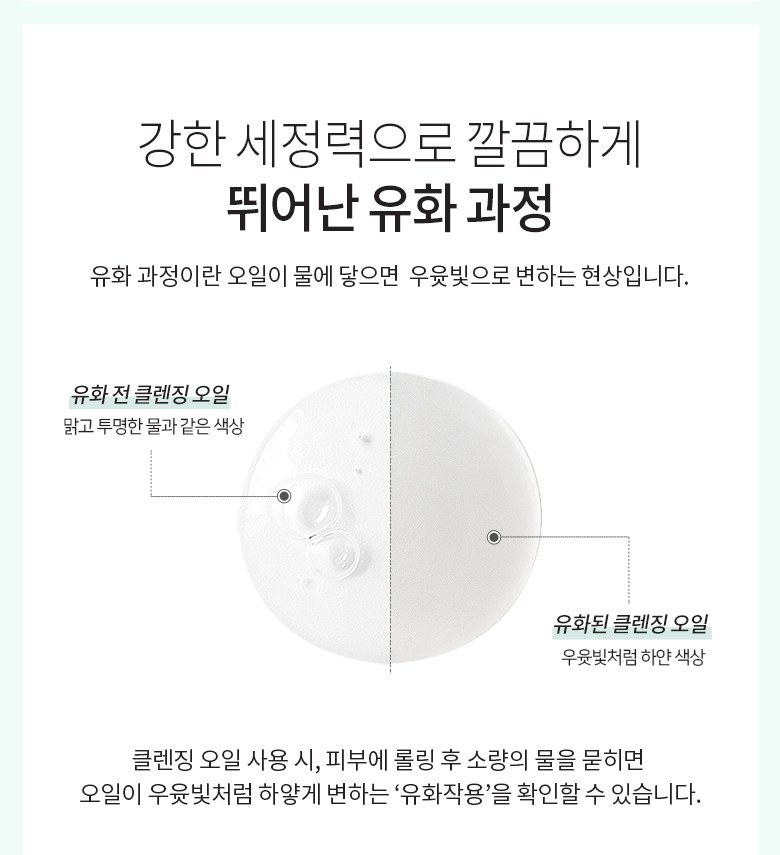 강한 세정력으로 깔끔하게
뛰어난 유화 과정
유화 과정이란 오일이 물에 닿으면 우윳빛으로 변하는 현상입니다.
유화 전 클렌징 오일
맑고 투명한 물과 같은 색상
유화된 클렌징 오일
우윳빛처럼 하얀 색상
클렌징 오일 사용 시, 피부에 롤링 후 소량의 물을 묻히면
오일이 우윳빛처럼 하얗게 변하는 ‘유화작용’을 확인할 수 있습니다.